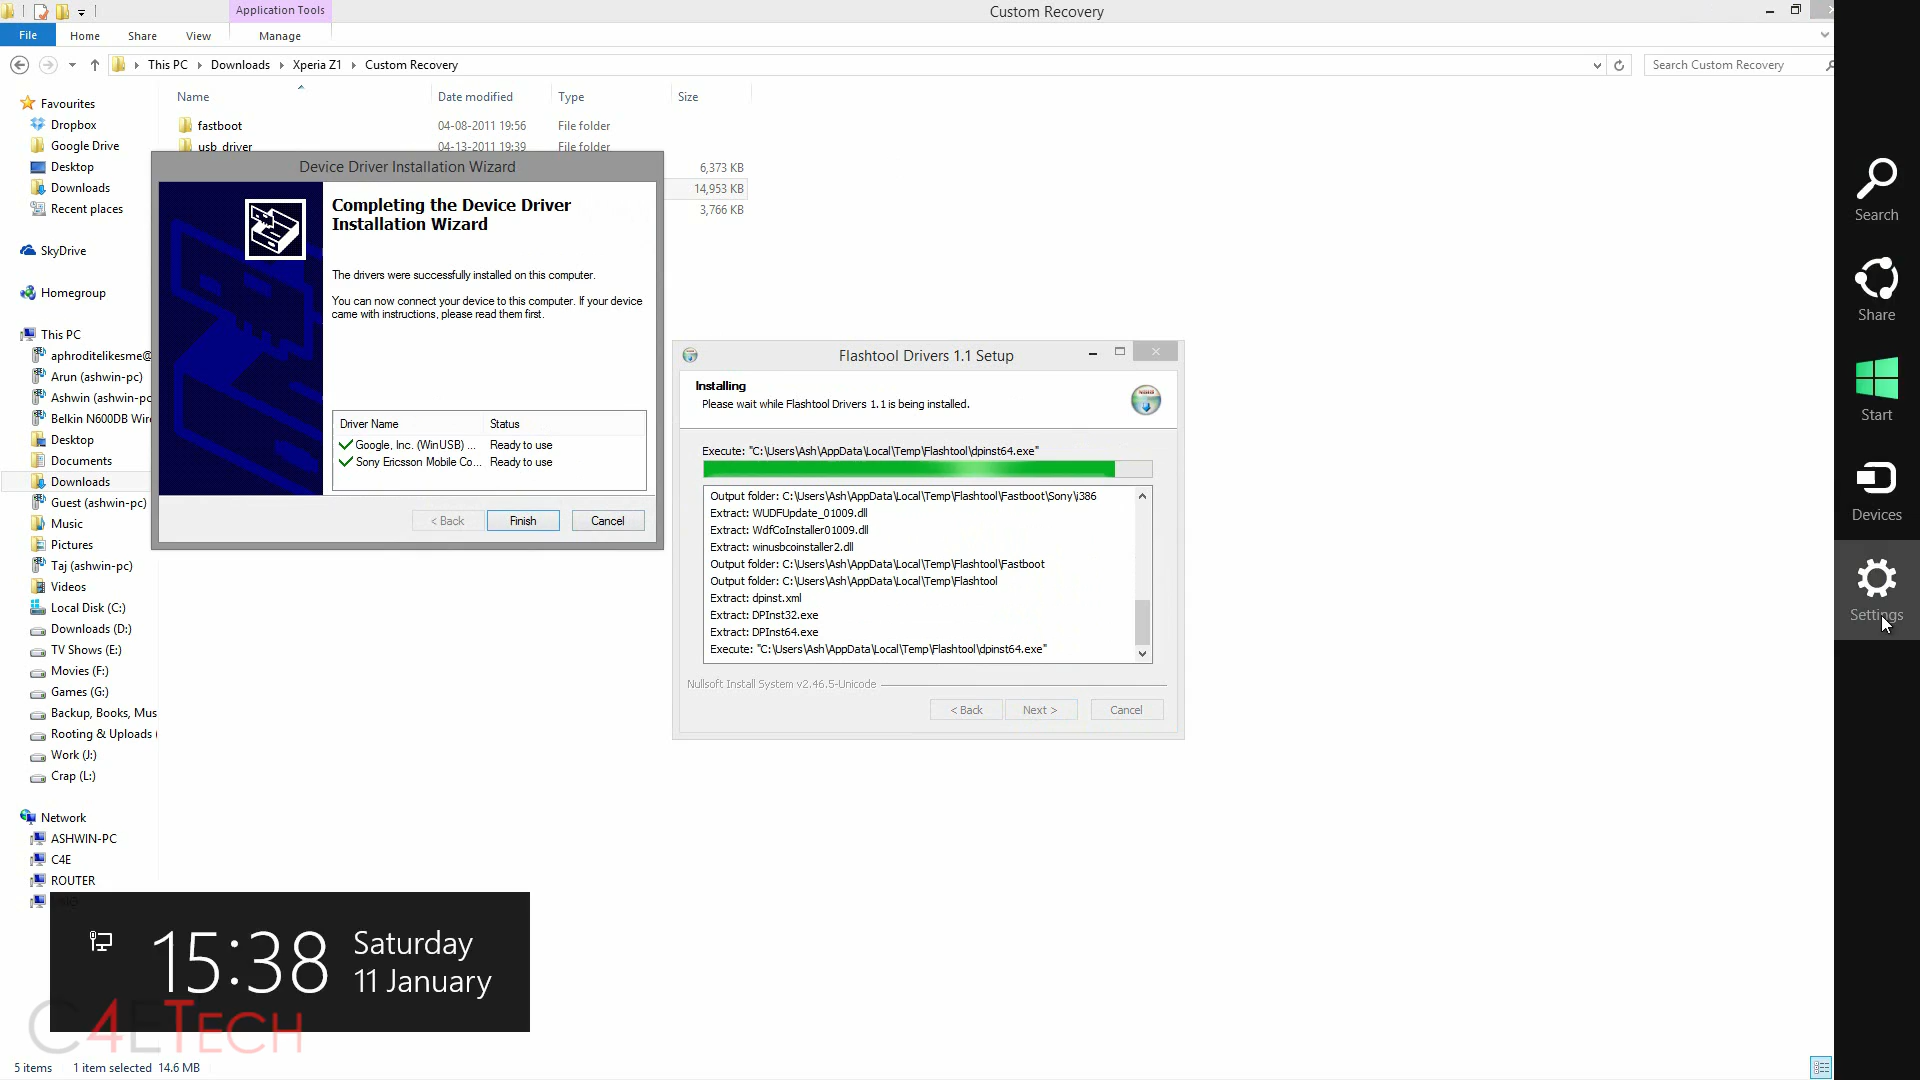 Application Tools
Custom Recovery
File
Home
Share
View
Manage
This PC
Downloads
Xperia Z1
Custom Recovery
Search Custom Recovery
Name
Date modified
Type
Size
fastboot
04-08-2011 19:56
File folder
usb_driver
04-13-2011 19:39
File folder
6,373 KB
14,953 KB
3,766 KB
Favourites
Dropbox
Google Drive
Desktop
Downloads
Recent places
SkyDrive
Homegroup
This PC
aphroditelikesme@
Arun (ashwin-pc)
Ashwin (ashwin-pc
Belkin N600DB Wire
Desktop
Documents
Downloads
Guest (ashwin-pc)
Music
Pictures
Taj (ashwin-pc)
Videos
Local Disk (C:)
Downloads (D:)
TV Shows (E:)
Movies (F:)
Games (G:)
Backup, Books, Mus
Rooting & Uploads (
Work (J:)
Crap (L:)
Network
ASHWIN-PC
C4E
ROUTER
Device Driver Installation Wizard
Completing the Device Driver
Installation Wizard
The drivers were successfully installed on this computer.
You can now connect your device to this computer. If your device
came with instructions, please read them first.
Driver Name
Status
Google, Inc. (WinUSB) ...
Ready to use
Sony Ericsson Mobile Co...
Ready to use
< Back
Finish
Cancel
Flashtool Drivers 1.1 Setup
Installing
Please wait while Flashtool Drivers 1.1 is being installed.
Execute: "C:\Users\Ash\AppData\Local\Temp\Flashtool\dpinst64.exe"
Output folder: C:\Users\Ash\AppData\Local\Temp\Flashtool\Fastboot\Sony\i386
Extract: WUDFUpdate_01009.dll
Extract: WdfCoInstaller01009.dll
Extract: winusbcoinstaller2.dll
Output folder: C:\Users\Ash\AppData\Local\Temp\Flashtool\Fastboot
Output folder: C:\Users\Ash\AppData\Local\Temp\Flashtool
Extract: dpinst.xml
Extract: DPInst32.exe
Extract: DPInst64.exe
Execute: "C:\Users\Ash\AppData\Local\Temp\Flashtool\dpinst64.exe"
Nullsoft Install System v2.46.5-Unicode
< Back
Next >
Cancel
Search
Share
Start
Devices
Settings
15:38
Saturday
11 January
C4ETECH
5 items
1 item selected 14.6 MB